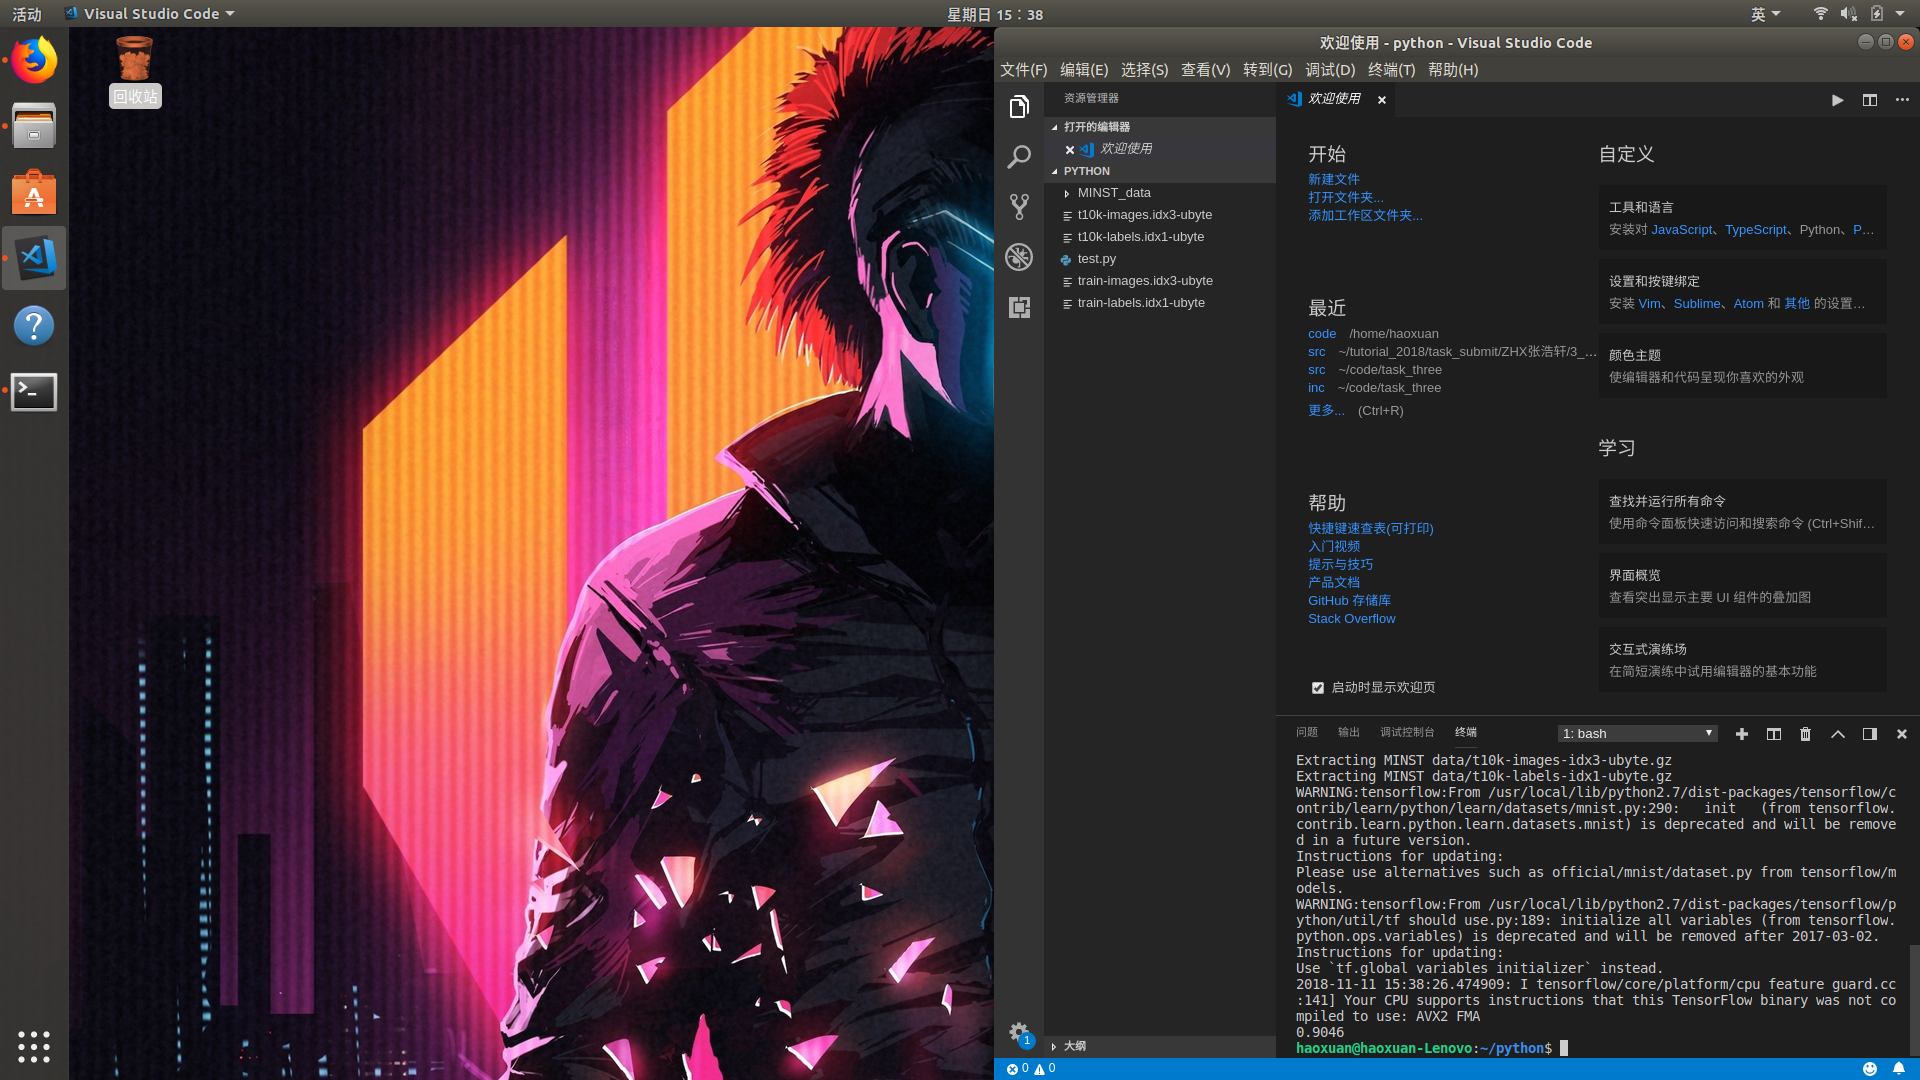 活动
Visual Studio Code
星期日 15：38
英
回收站
欢迎使用 - python - Visual Studio Code
文件(F) 编辑(E) 选择(S) 查看(V) 转到(G) 调试(D) 终端(T) 帮助(H)
资源管理器
打开的编辑器
欢迎使用
PYTHON
MINST_data
t10k-images.idx3-ubyte
t10k-labels.idx1-ubyte
test.py
train-images.idx3-ubyte
train-labels.idx1-ubyte
大纲
1
欢迎使用
开始
新建文件
打开文件夹...
添加工作区文件夹...
最近
code /home/haoxuan
src ~/tutorial_2018/task_submit/ZHX张浩轩/3_...
src ~/code/task_three
inc ~/code/task_three
更多... (Ctrl+R)
帮助
快捷键速查表(可打印)
入门视频
提示与技巧
产品文档
GitHub 存储库
Stack Overflow
启动时显示欢迎页
自定义
工具和语言
安装对 JavaScript、TypeScript、Python、P...
设置和按键绑定
安装 Vim、Sublime、Atom 和 其他 的设置...
颜色主题
使编辑器和代码呈现你喜欢的外观
学习
查找并运行所有命令
使用命令面板快速访问和搜索命令 (Ctrl+Shif...
界面概览
查看突出显示主要 UI 组件的叠加图
交互式演练场
在简短演练中试用编辑器的基本功能
问题 输出 调试控制台 终端
1: bash
Extracting MINST data/t10k-images-idx3-ubyte.gz
Extracting MINST data/t10k-labels-idx1-ubyte.gz
WARNING:tensorflow:From /usr/local/lib/python2.7/dist-packages/tensorflow/c
ontrib/learn/python/learn/datasets/mnist.py:290:   init   (from tensorflow.
contrib.learn.python.learn.datasets.mnist) is deprecated and will be remove
d in a future version.
Instructions for updating:
Please use alternatives such as official/mnist/dataset.py from tensorflow/m
odels.
WARNING:tensorflow:From /usr/local/lib/python2.7/dist-packages/tensorflow/p
ython/util/tf should use.py:189: initialize all variables (from tensorflow.
python.ops.variables) is deprecated and will be removed after 2017-03-02.
Instructions for updating:
Use `tf.global variables initializer` instead.
2018-11-11 15:38:26.474909: I tensorflow/core/platform/cpu feature guard.cc
:141] Your CPU supports instructions that this TensorFlow binary was not co
mpiled to use: AVX2 FMA
0.9046
haoxuan@haoxuan-Lenovo:~/python$
0 0